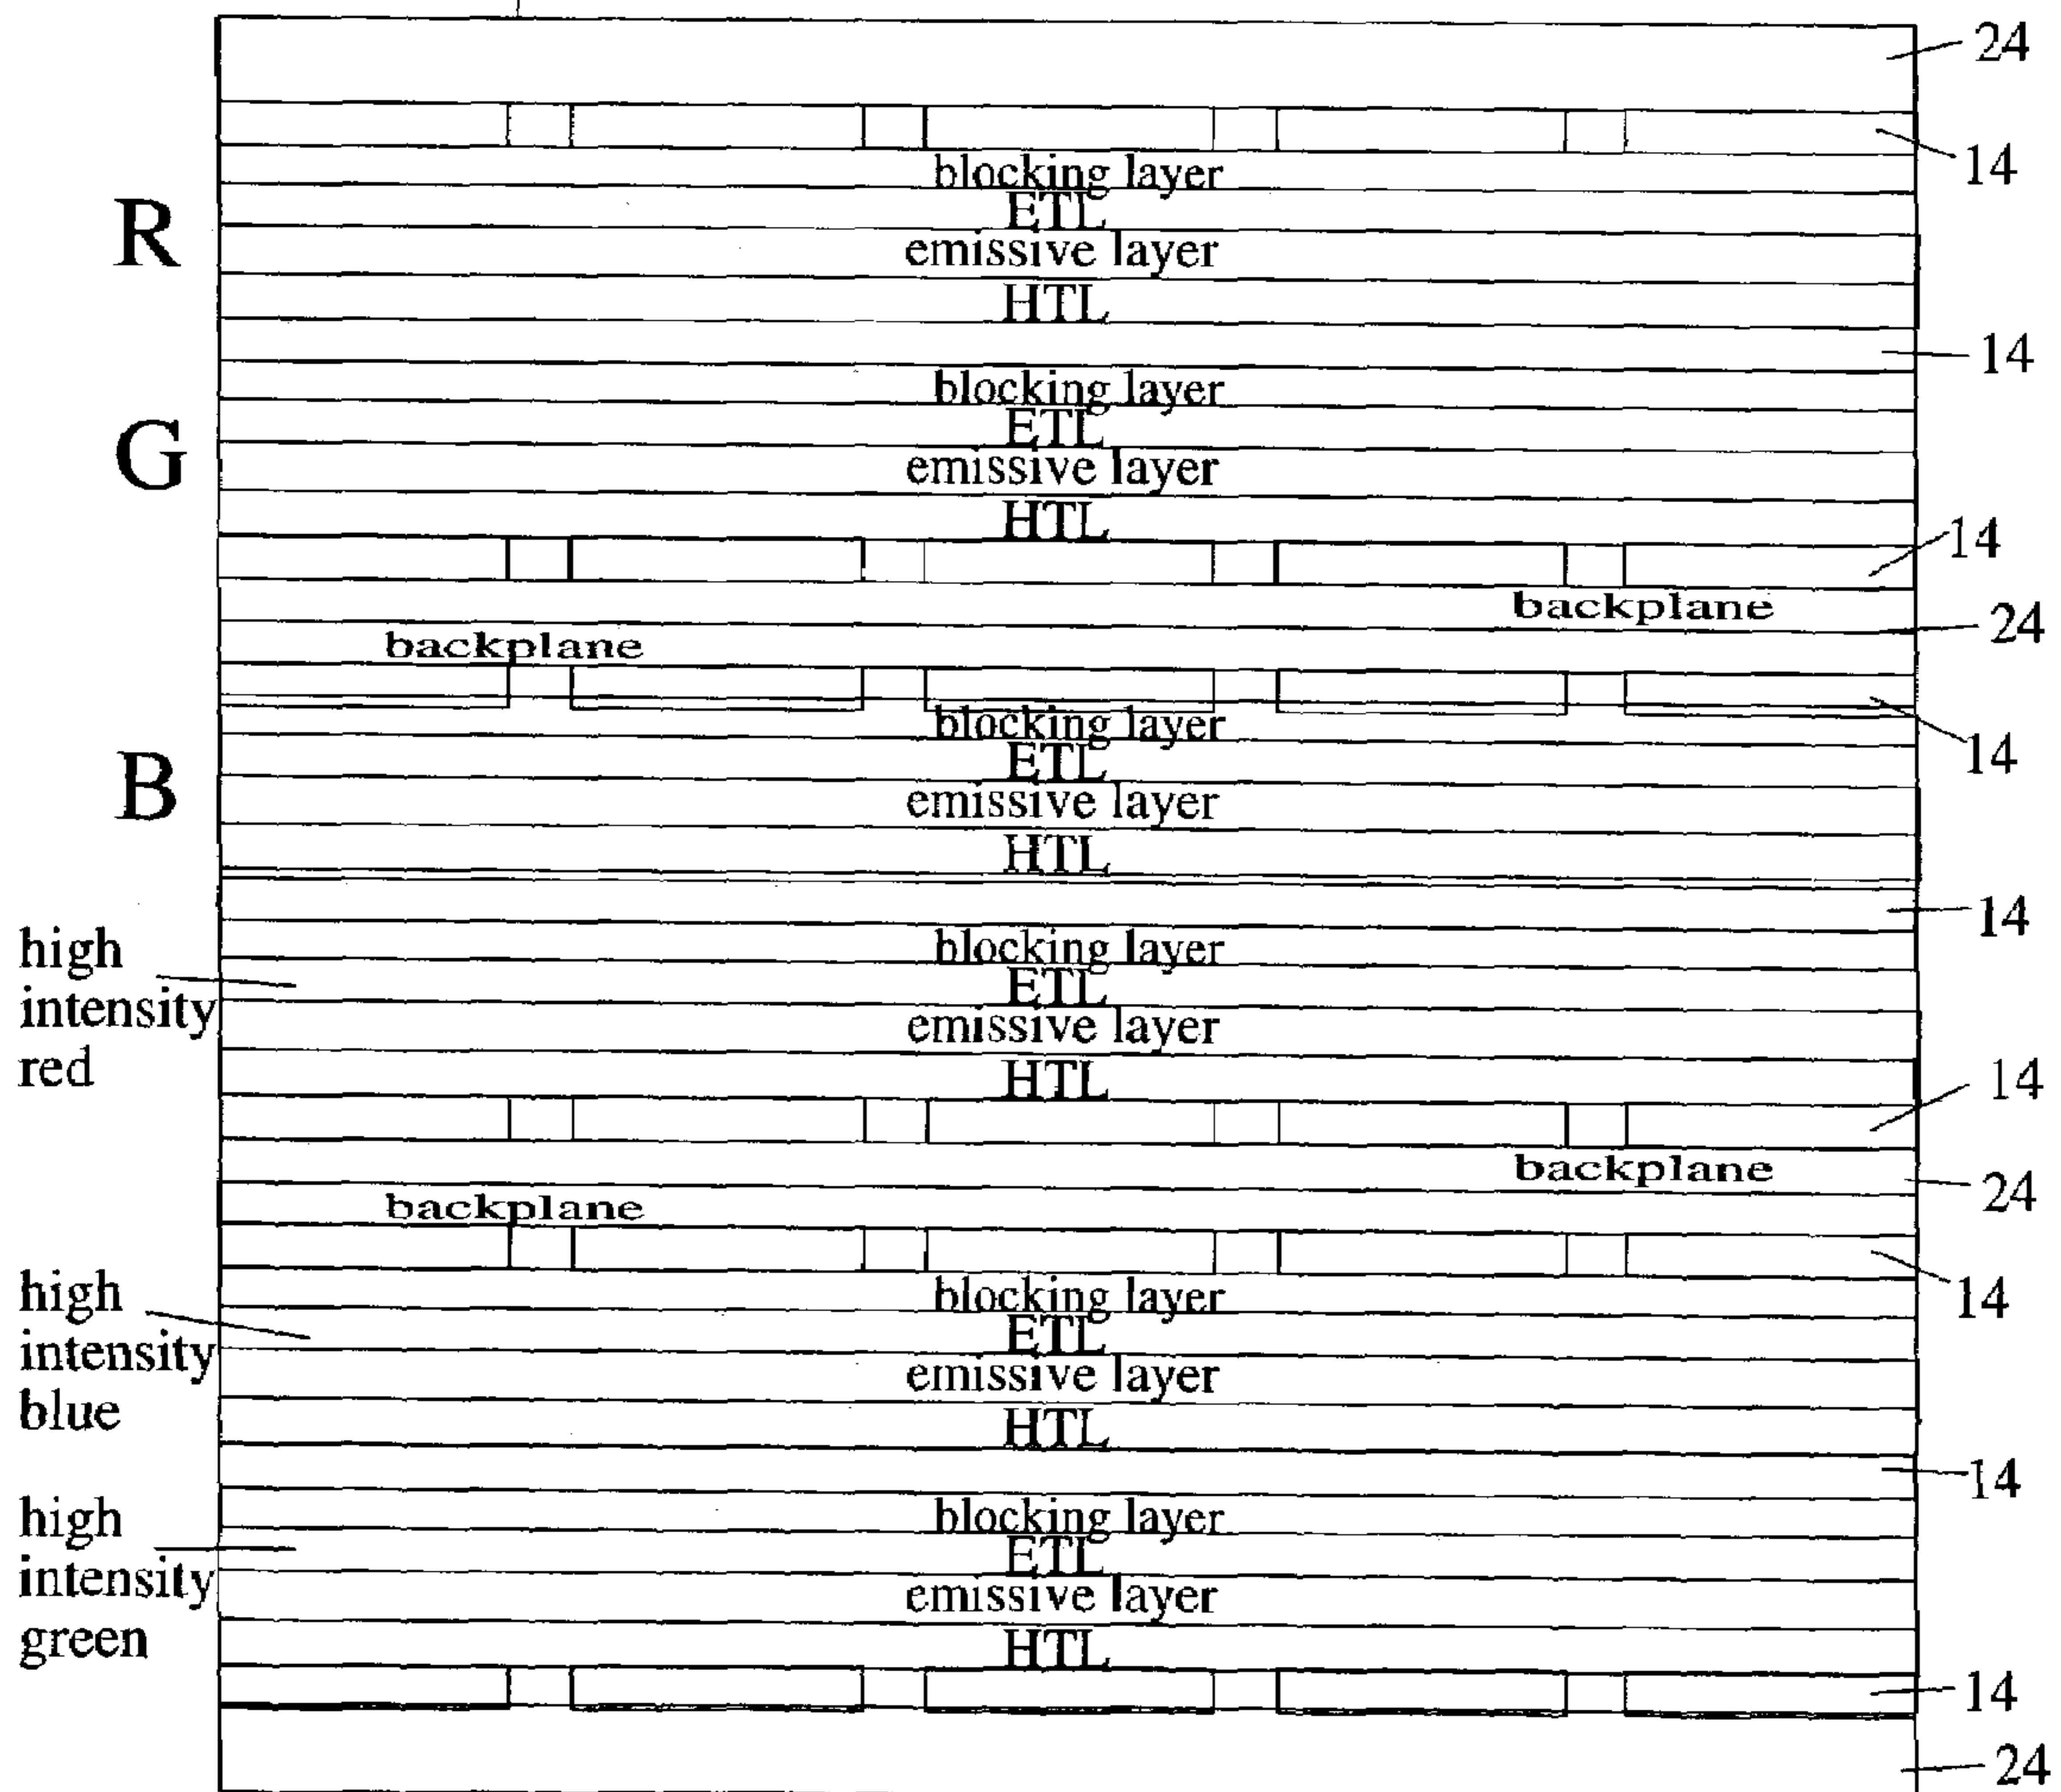 24
14
blocking layer
R
ETL
emissive layer
HTL
14
blocking layer
G
ETL
emissive layer
HTL
14
backplane
24
backplane
14
blocking layer
B
ETL
emissive layer
HTL
14
high
intensity
red
blocking layer
ETL
emissive layer
HTL
14
backplane
24
backplane
14
high
intensity
blue
blocking layer
ETL
emissive layer
HTL
14
high
intensity
green
blocking layer
ETL
emissive layer
HTL
14
24